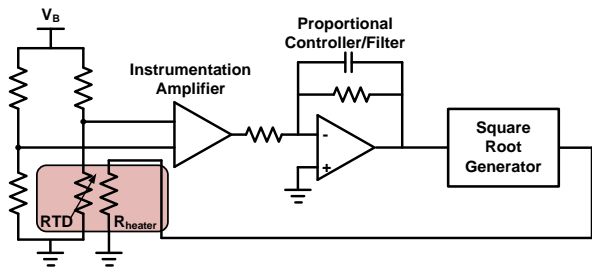 V_B
Proportional
Controller/Filter
Instrumentation
Amplifier
-
+
Square
Root
Generator
RTD
R_heater